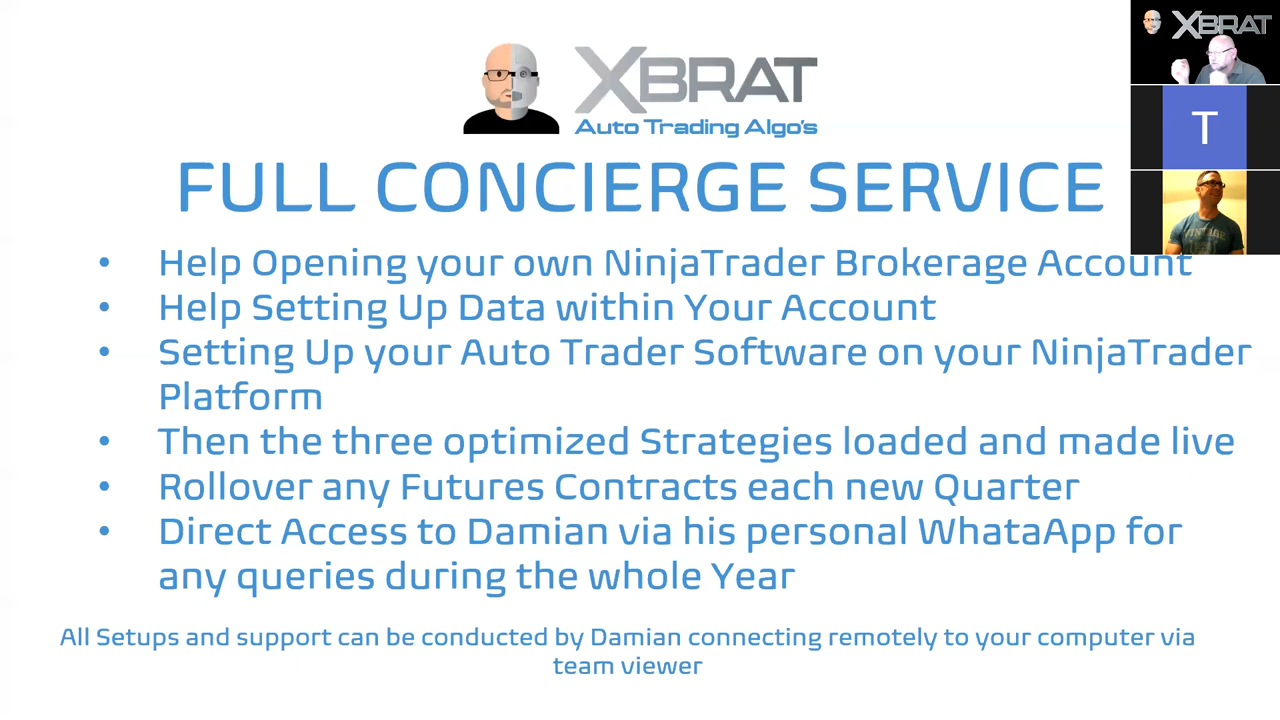 XBRAT
Auto Trading Algo's
FULL CONCIERGE SERVICE
• Help Opening your own NinjaTrader Brokerage Account
• Help Setting Up Data within Your Account
• Setting Up your Auto Trader Software on your NinjaTrader
Platform
• Then the three optimized Strategies loaded and made live
• Rollover any Futures Contracts each new Quarter
• Direct Access to Damian via his personal WhataApp for
any queries during the whole Year
All Setups and support can be conducted by Damian connecting remotely to your computer via
team viewer
XBRAT
T
VINTAGE